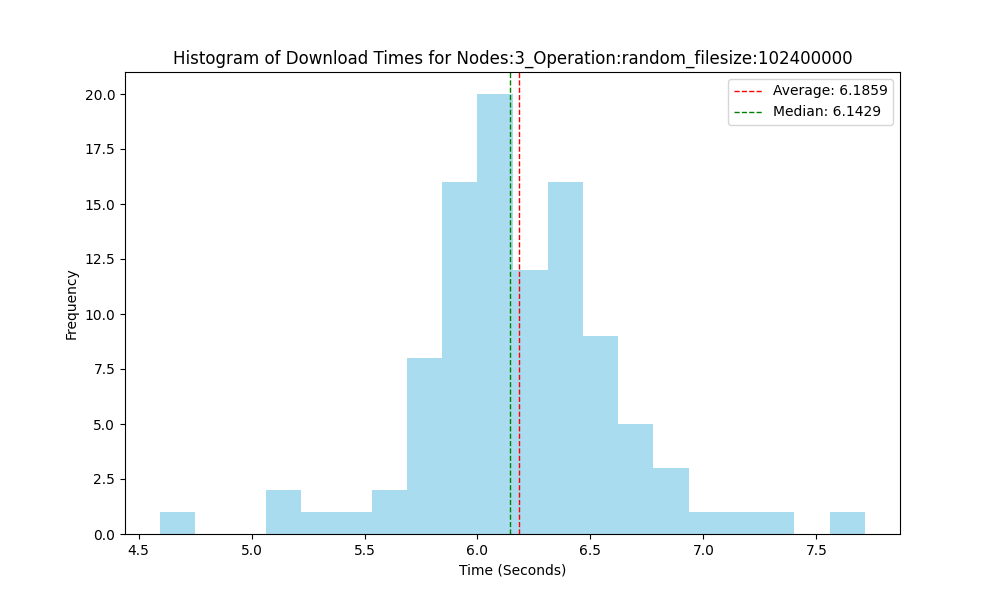 Histogram of Download Times for Nodes:3_Operation:random_filesize:102400000
Average: 6.1859
Median: 6.1429
20.0
17.5
15.0
12.5
10.0
7.5
5.0
2.5
0.0
Frequency
4.5 5.0 5.5 6.0 6.5 7.0 7.5
Time (Seconds)